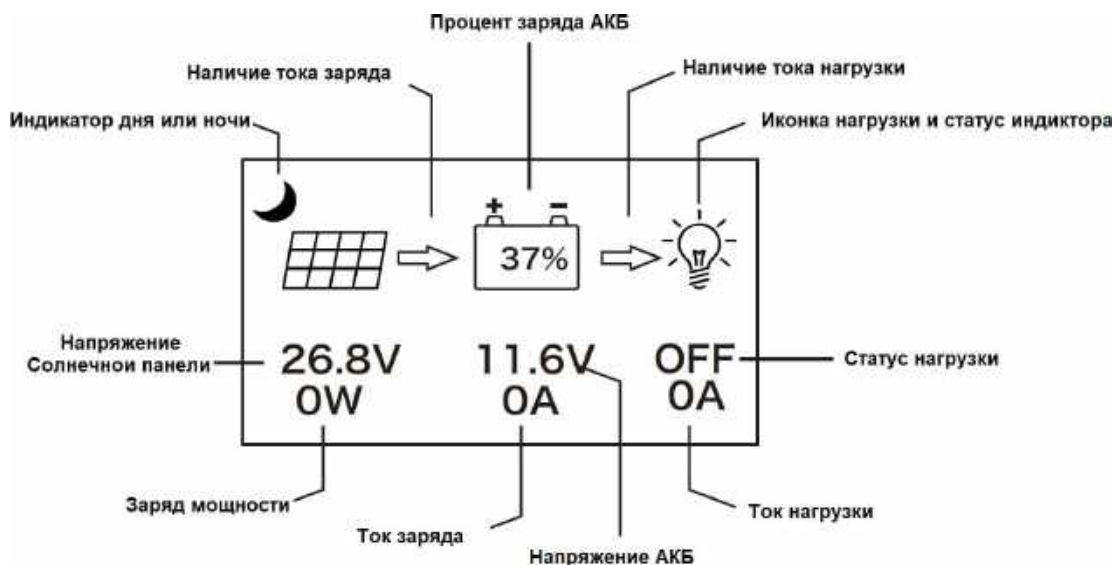 Процент заряда АКБ
Наличие тока заряда
Наличие тока нагрузки
Индикатор дня или ночи
Иконка нагрузки и статус индиктора
+ −
37%
Напряжение
Солнечной панели
26.8V
11.6V
OFF
Статус нагрузки
0W
0A
0A
Заряд мощности
Ток нагрузки
Ток заряда
Напряжение АКБ